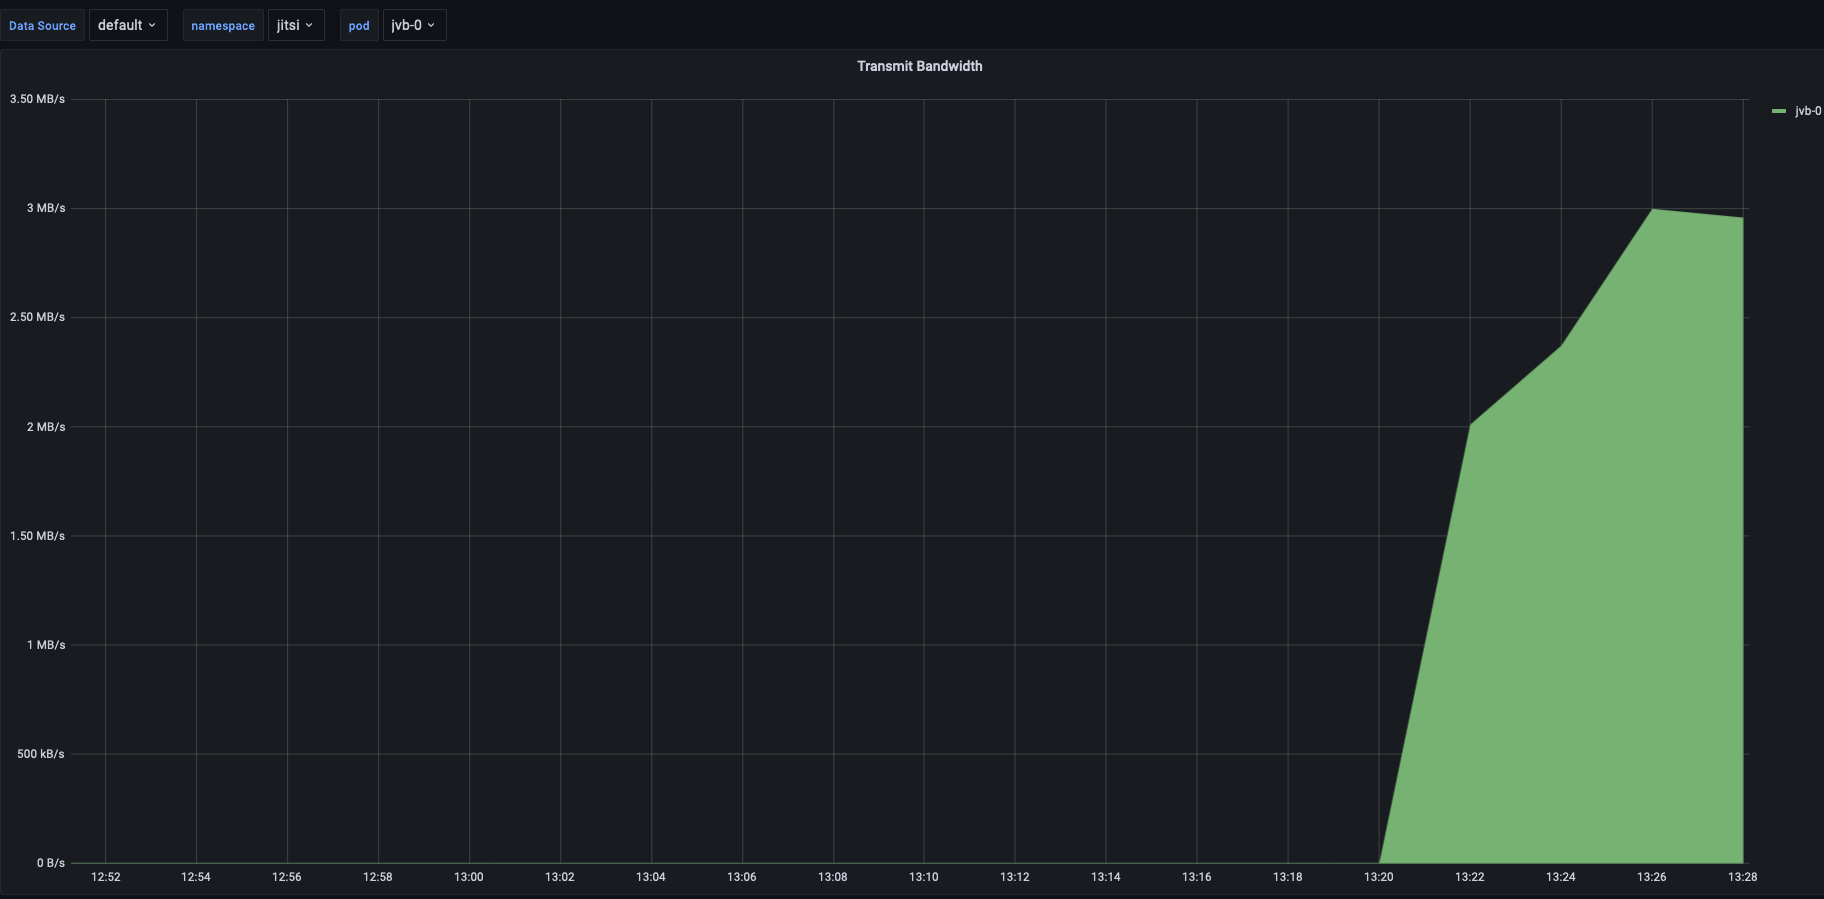 Data Source default namespace jitsi pod jvb-0
Transmit Bandwidth
3.50 MB/s
3 MB/s
2.50 MB/s
2 MB/s
1.50 MB/s
1 MB/s
500 kB/s
0 B/s
12:52 12:54 12:56 12:58 13:00 13:02 13:04 13:06 13:08 13:10 13:12 13:14 13:16 13:18 13:20 13:22 13:24 13:26 13:28
jvb-0